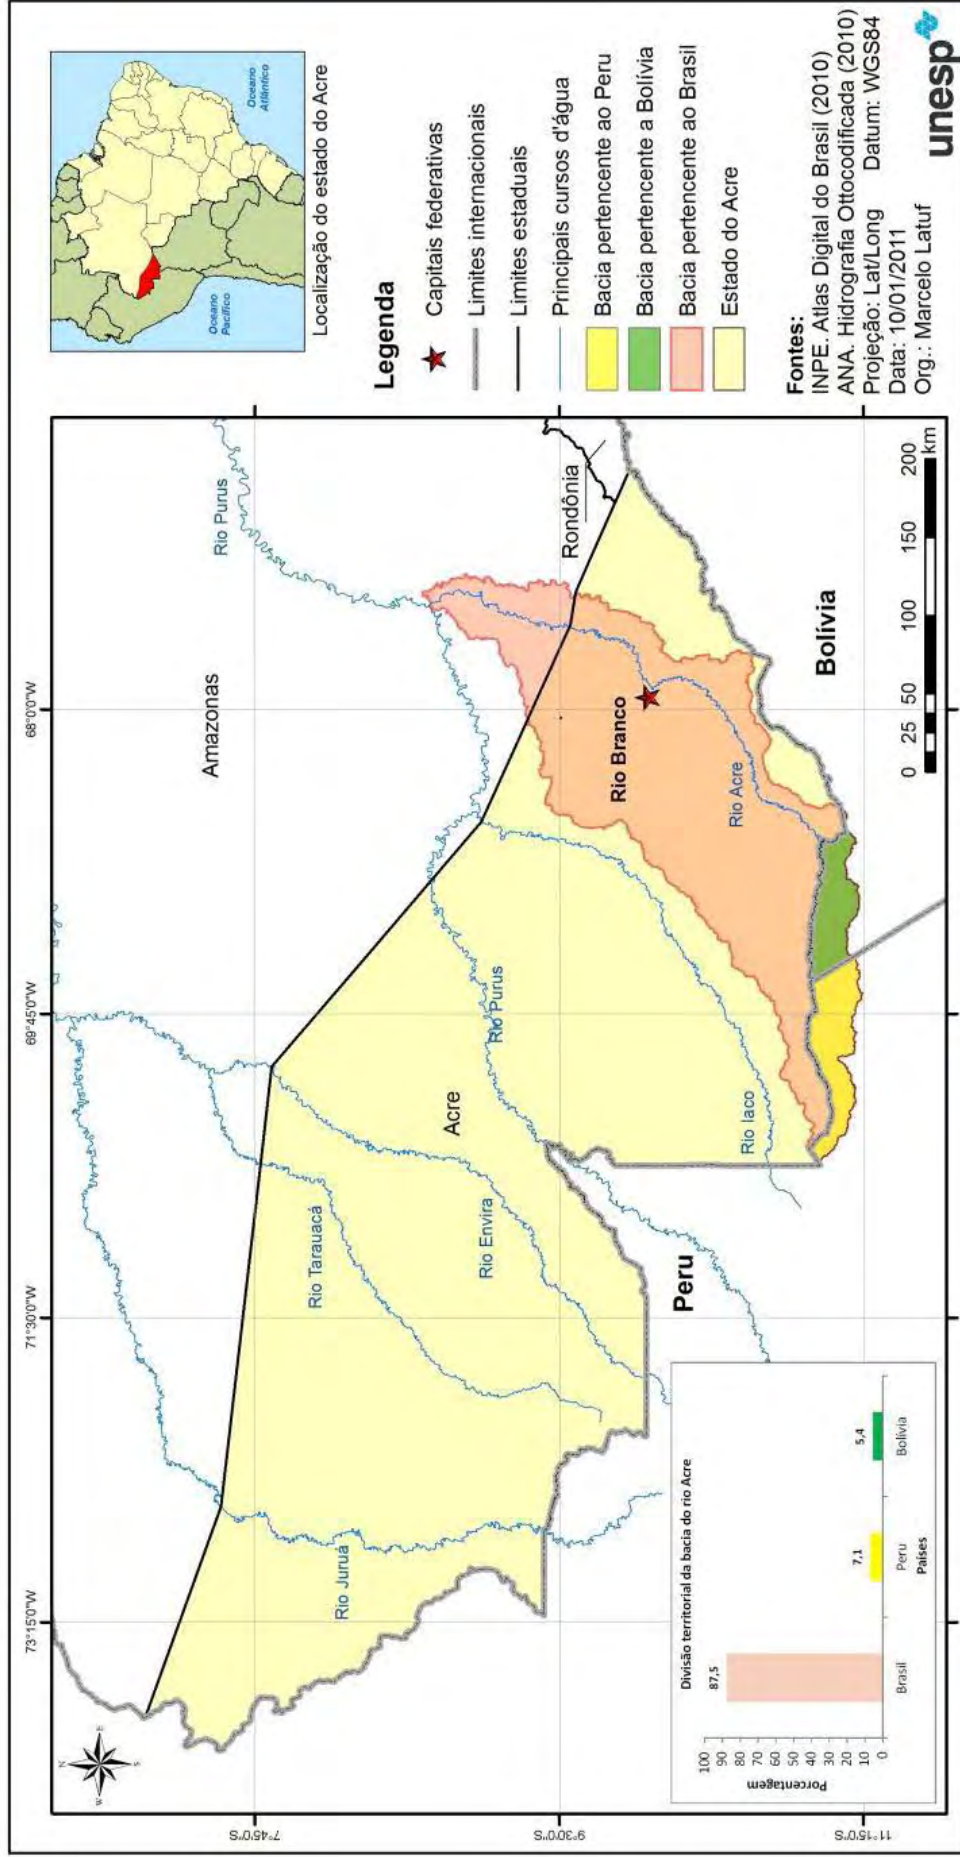 Localização do estado do Acre
Oceano
Pacífico
Oceano
Atlântico
Legenda
Capitais federativas
Limites internacionais
Limites estaduais
Principais cursos d'água
Bacia pertencente ao Peru
Bacia pertencente a Bolívia
Bacia pertencente ao Brasil
Estado do Acre
Fontes:
INPE. Atlas Digital do Brasil (2010)
ANA. Hidrografia Ottocodificada (2010)
Projeção: Lat/Long Datum: WGS84
Data: 10/01/2011
Org.: Marcelo Latuf
unesp
73°15'0"W
71°30'0"W
69°45'0"W
68°0'0"W
7°45'0"S
9°30'0"S
11°15'0"S
N
W
E
S
Amazonas
Rio Purus
Rondônia
Rio Branco
Rio Acre
Bolívia
Rio Purus
Acre
Rio Iaco
Rio Envira
Rio Tarauacá
Rio Juruá
Peru
0 25 50 100 150 200
km
Divisão territorial da bacia do rio Acre
Porcentagem
100
90
80
70
60
50
40
30
20
10
0
87,5
7,1
5,4
Brasil
Peru
Bolívia
Países